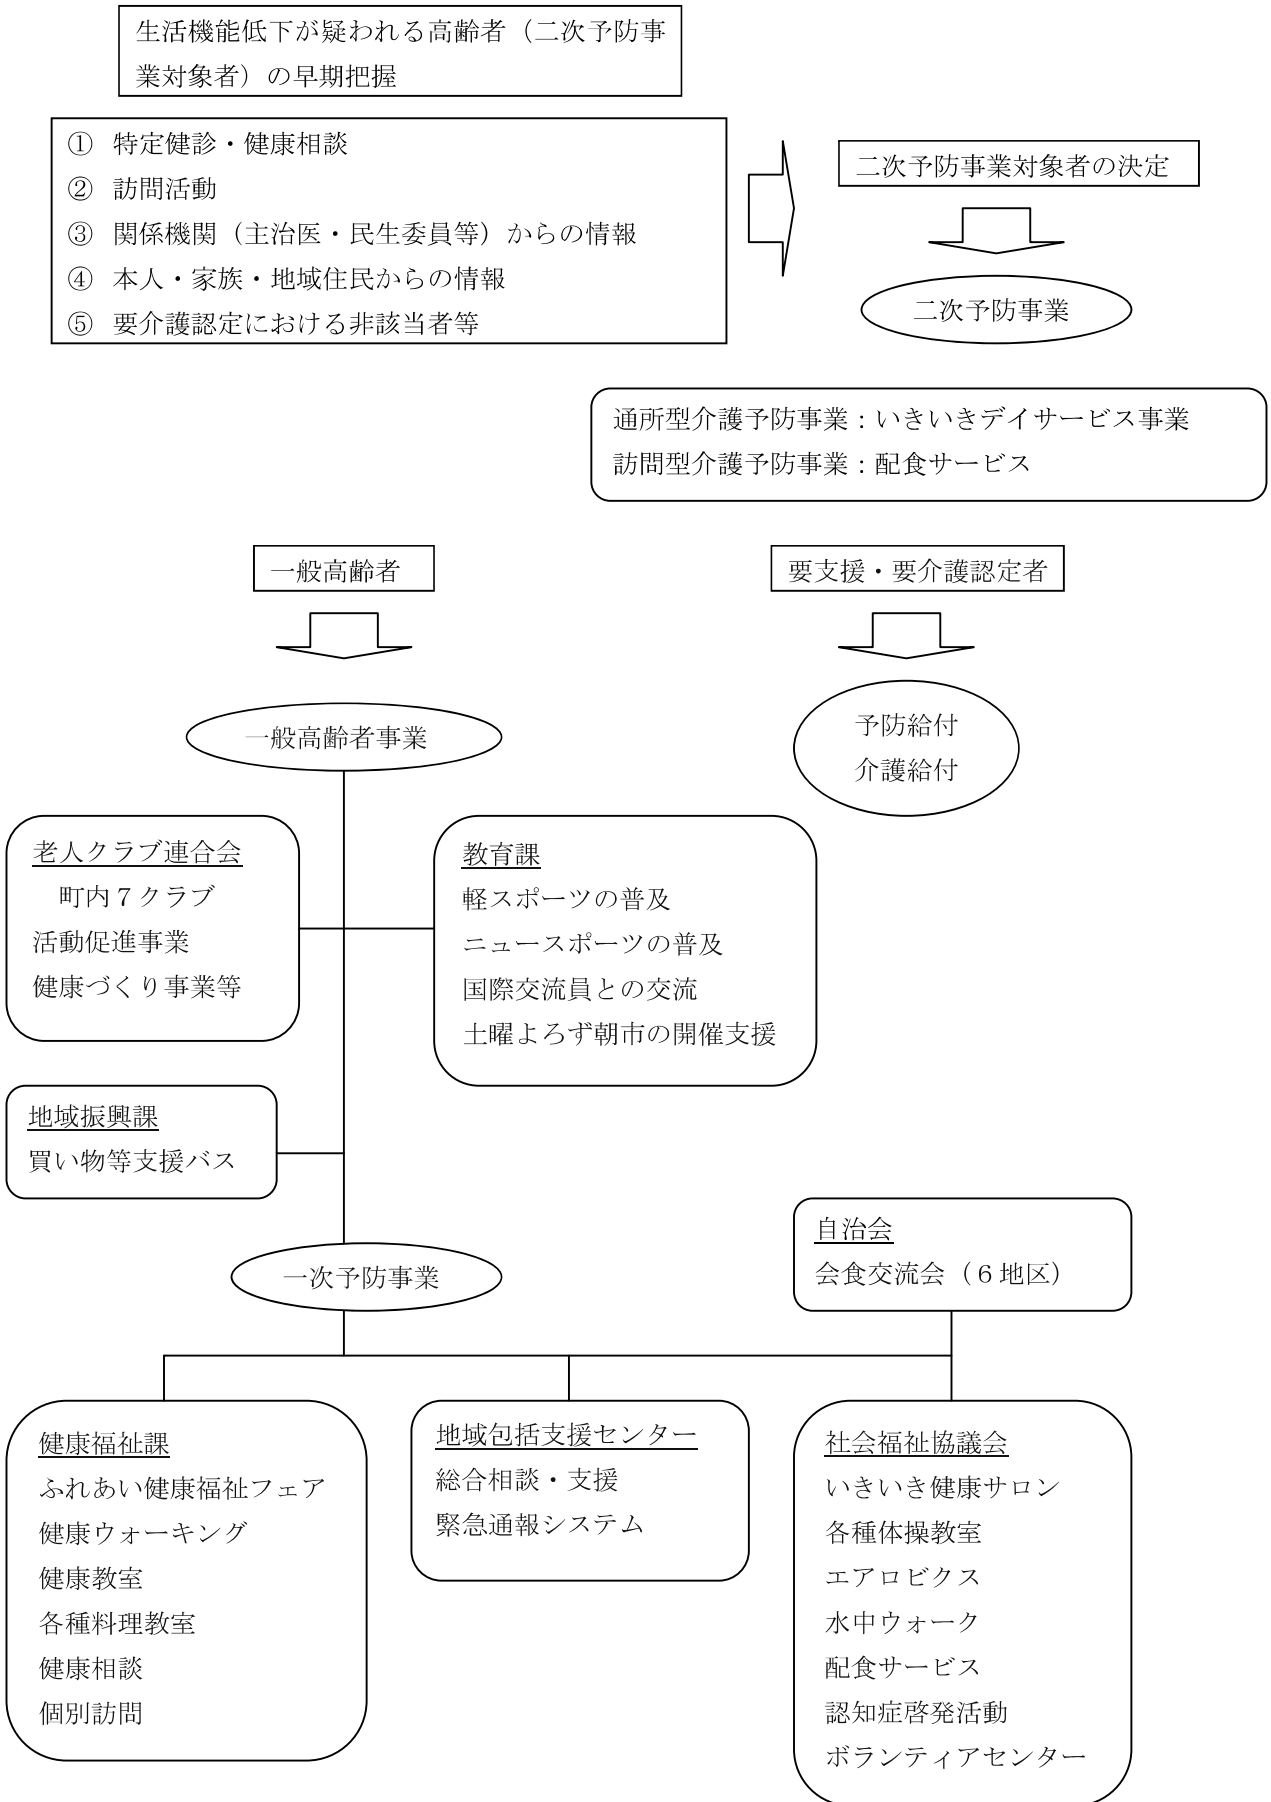 生活機能低下が疑われる高齢者（二次予防事
業対象者）の早期把握
① 特定健診・健康相談
② 訪問活動
③ 関係機関（主治医・民生委員等）からの情報
④ 本人・家族・地域住民からの情報
⑤ 要介護認定における非該当者等
二次予防事業対象者の決定
二次予防事業
通所型介護予防事業：いきいきデイサービス事業
訪問型介護予防事業：配食サービス
一般高齢者
要支援・要介護認定者
一般高齢者事業
予防給付
介護給付
老人クラブ連合会
町内７クラブ
活動促進事業
健康づくり事業等
教育課
軽スポーツの普及
ニュースポーツの普及
国際交流員との交流
土曜よろず朝市の開催支援
地域振興課
買い物等支援バス
一次予防事業
自治会
会食交流会（６地区）
健康福祉課
ふれあい健康福祉フェア
健康ウォーキング
健康教室
各種料理教室
健康相談
個別訪問
地域包括支援センター
総合相談・支援
緊急通報システム
社会福祉協議会
いきいき健康サロン
各種体操教室
エアロビクス
水中ウォーク
配食サービス
認知症啓発活動
ボランティアセンター